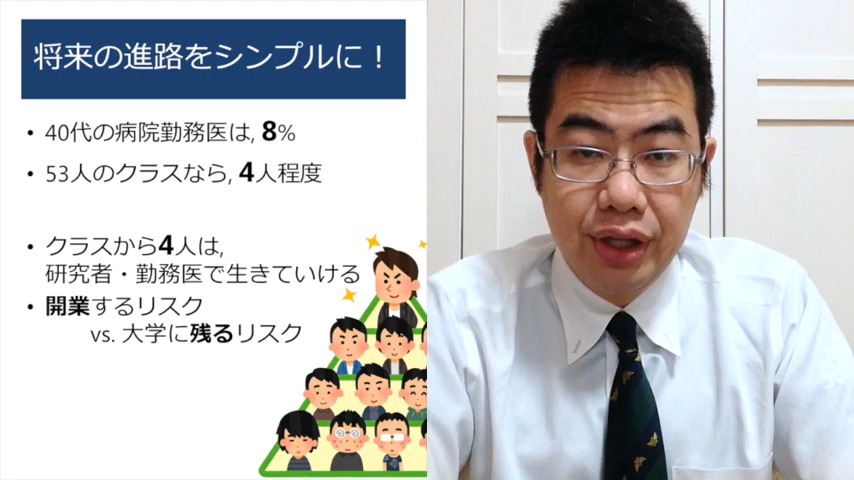 将来の進路をシンプルに！
• 40代の病院勤務医は, 8%
• 53人のクラスなら, 4人程度
• クラスから4人は,
研究者・勤務医で生きていける
• 開業するリスク
vs. 大学に残るリスク